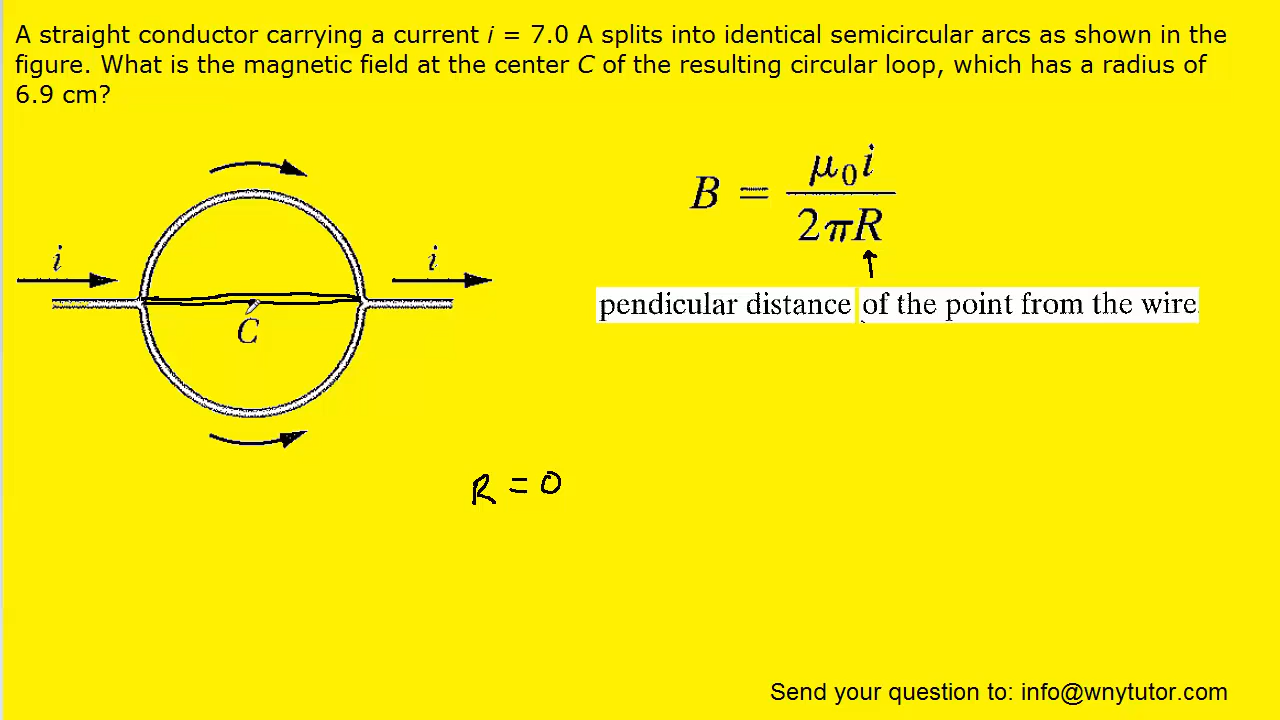 A straight conductor carrying a current i = 7.0 A splits into identical semicircular arcs as shown in the
figure. What is the magnetic field at the center C of the resulting circular loop, which has a radius of
6.9 cm?
B = μ₀i / 2πR
i
i
pendicular distance of the point from the wire
C
R = 0
Send your question to: info@wnytutor.com